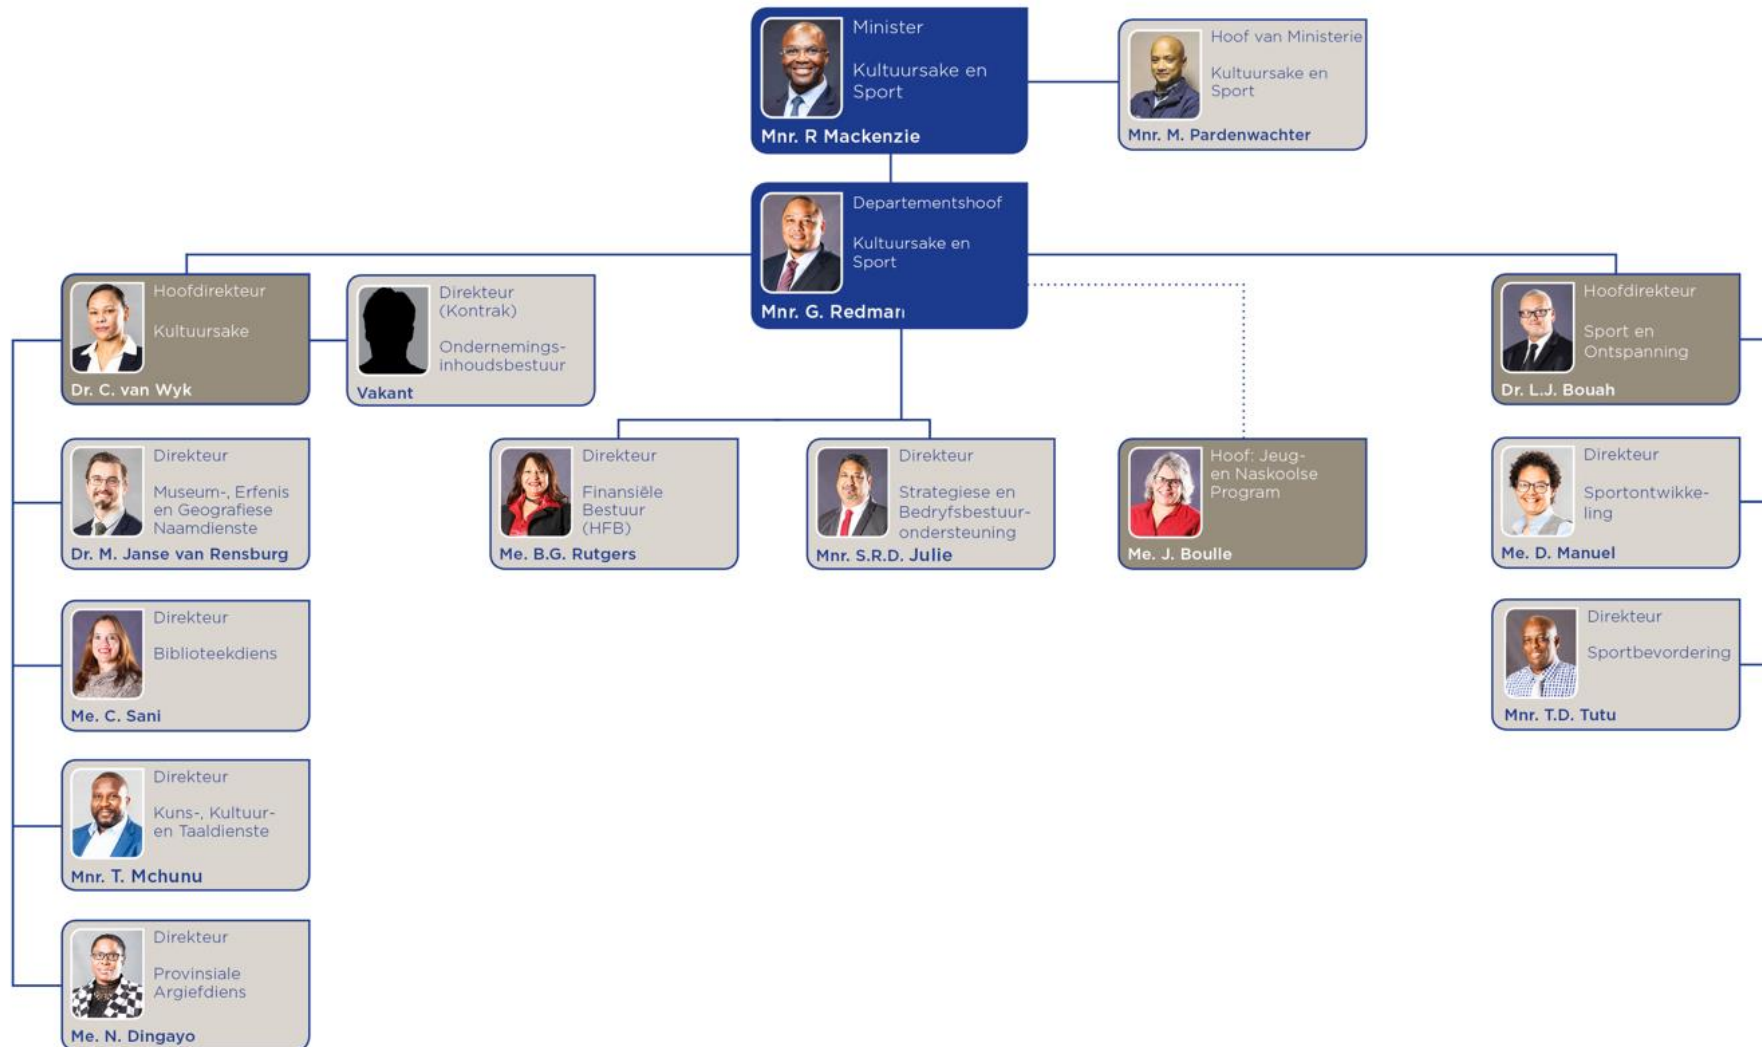 Minister
Kultuursake en
Sport
Mnr. R Mackenzie
Hoof van Ministerie
Kultuursake en
Sport
Mnr. M. Pardenwachter
Departementshoof
Kultuursake en
Sport
Mnr. G. Redman
Hoofdirekteur
Kultuursake
Dr. C. van Wyk
Direkteur
(Kontrak)
Ondernemings-
inhoudsbestuur
Vakant
Hoofdirekteur
Sport en
Ontspanning
Dr. L.J. Bouah
Direkteur
Museum-, Erfenis
en Geografiese
Naamdienste
Dr. M. Janse van Rensburg
Direkteur
Finansiële
Bestuur
(HFB)
Me. B.G. Rutgers
Direkteur
Strategiese en
Bedryfsbestuur-
ondersteuning
Mnr. S.R.D. Julie
Hoof: Jeug-
en Naskoolse
Program
Me. J. Boulle
Direkteur
Sportontwikke-
ling
Me. D. Manuel
Direkteur
Biblioteekdiens
Me. C. Sani
Direkteur
Sportbevordering
Mnr. T.D. Tutu
Direkteur
Kuns-, Kultuur-
en Taaldienste
Mnr. T. Mchunu
Direkteur
Provinsiale
Argiefdiens
Me. N. Dingayo